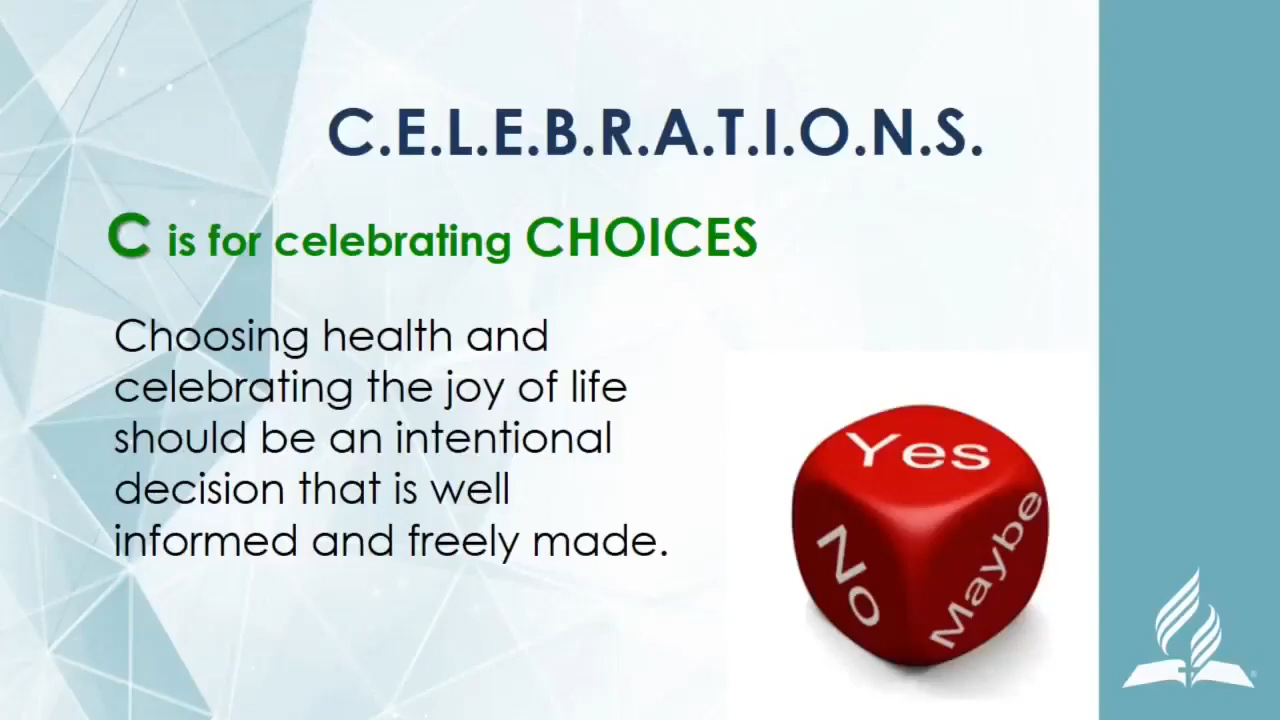 C.E.L.E.B.R.A.T.I.O.N.S.
C is for celebrating CHOICES
Choosing health and
celebrating the joy of life
should be an intentional
decision that is well
informed and freely made.
Yes
No
Maybe
®